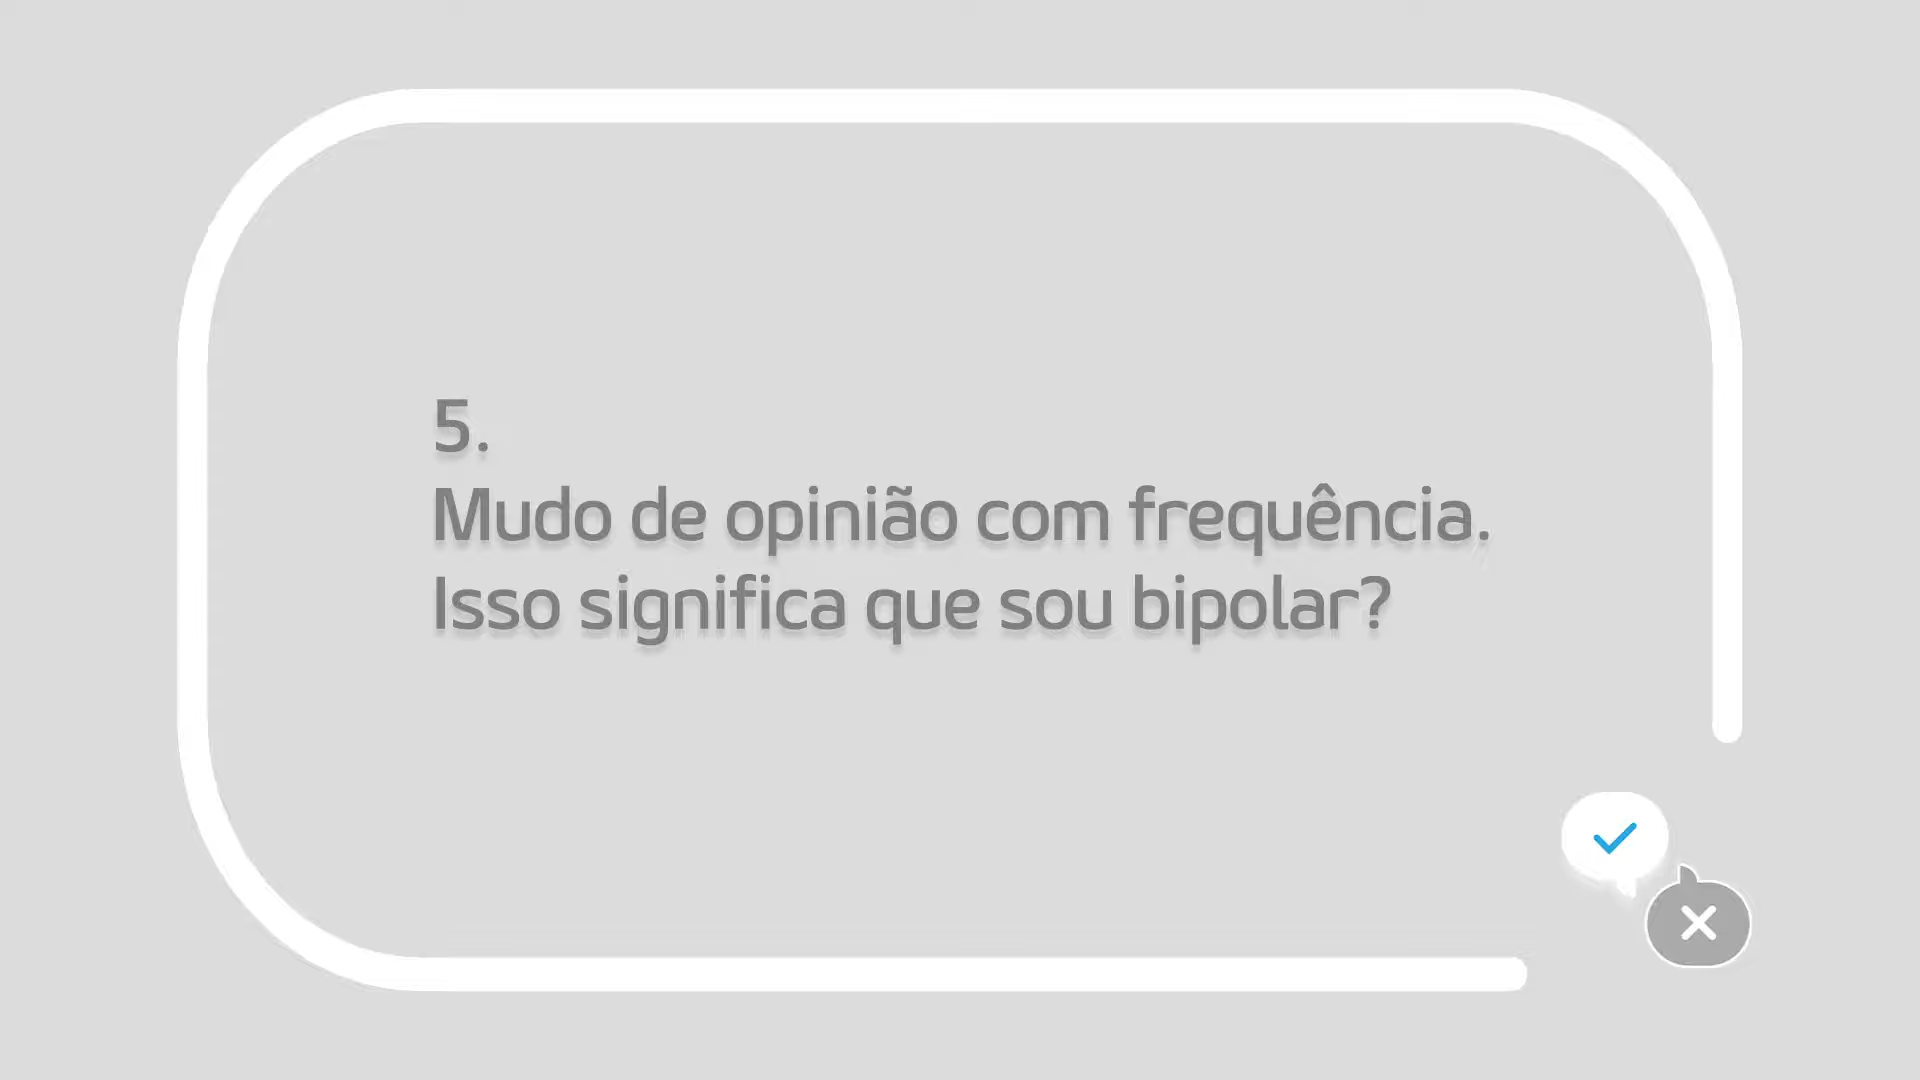 5.
Mudo de opinião com frequência.
Isso significa que sou bipolar?